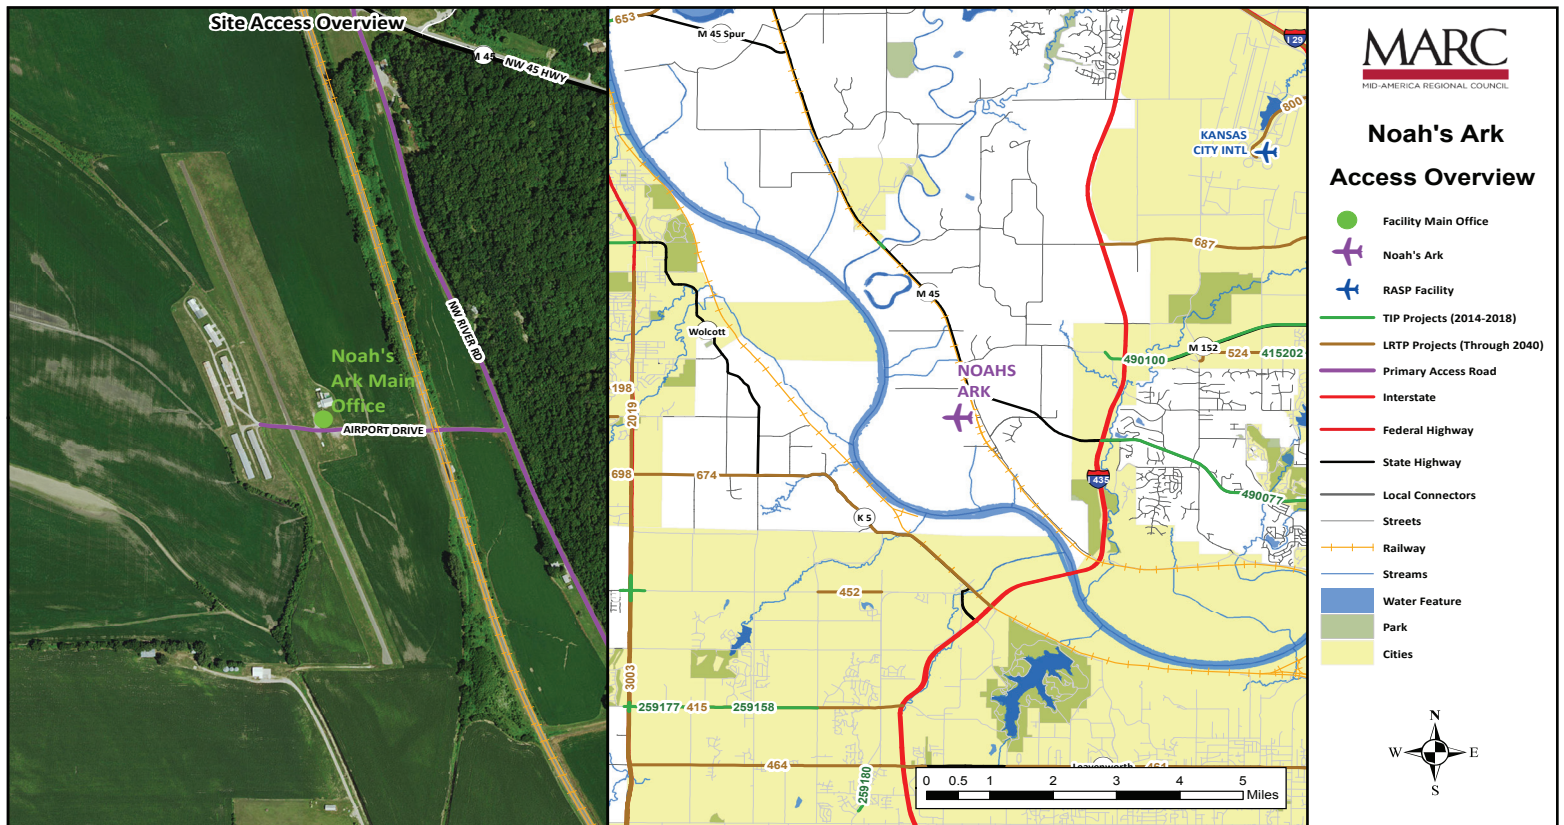 Site Access Overview
M 45
NW 45 HWY
NW RIVER RD
Noah's
Ark Main
Office
AIRPORT DRIVE
653
M 45 Spur
I 29
800
KANSAS
CITY INTL
687
M 45
Wolcott
490100
M 152
524
415202
NOAHS
ARK
198
2019
698
674
I 435
490077
K 5
452
3003
259177
415
259158
464
259180
0 0.5 1 2 3 4 5
Miles
MARC
MID-AMERICA REGIONAL COUNCIL
Noah's Ark
Access Overview
Facility Main Office
Noah's Ark
RASP Facility
TIP Projects (2014-2018)
LRTP Projects (Through 2040)
Primary Access Road
Interstate
Federal Highway
State Highway
Local Connectors
Streets
Railway
Streams
Water Feature
Park
Cities
N
W
E
S